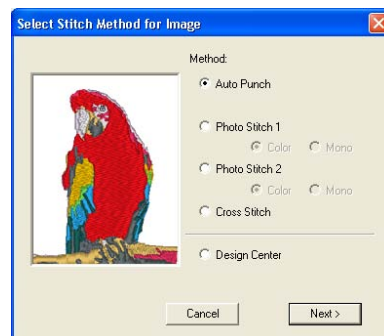 Select Stitch Method for Image
Method:
Auto Punch
Photo Stitch 1
Color Mono
Photo Stitch 2
Color Mono
Cross Stitch
Design Center
Cancel Next >